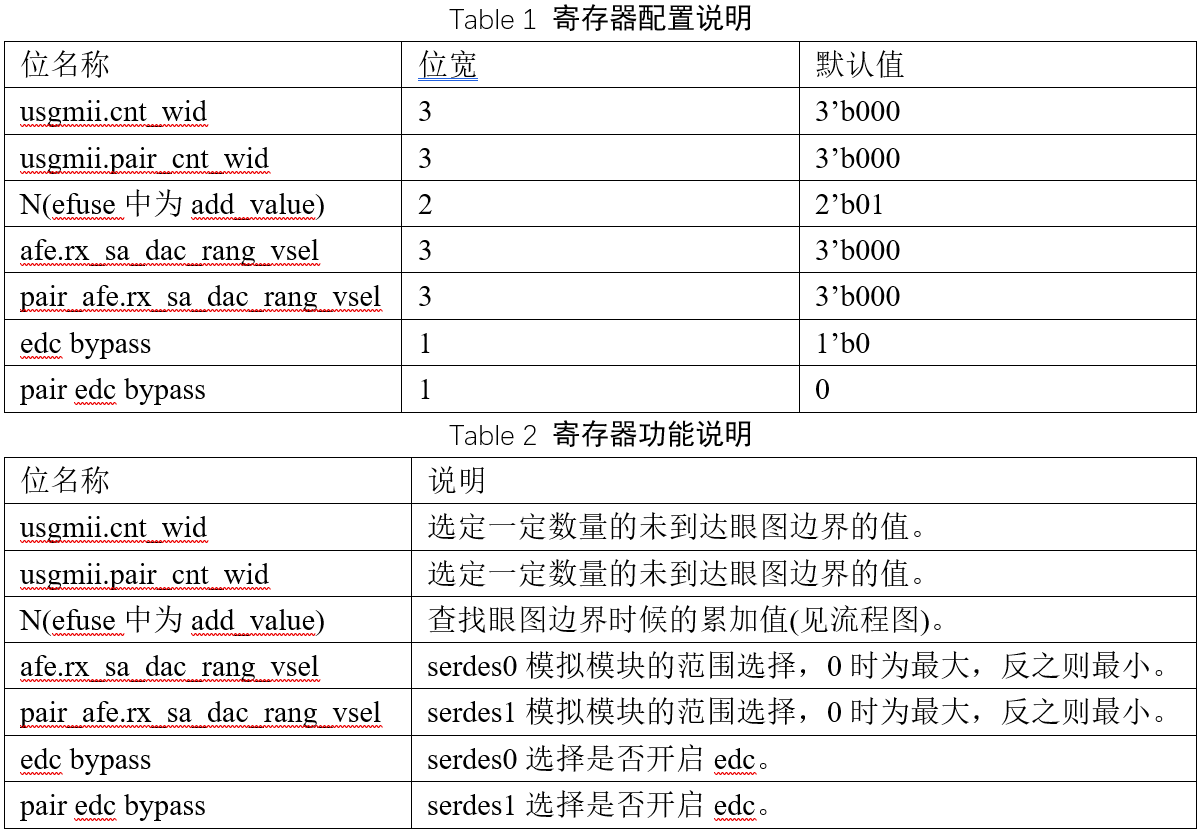 Table 1 寄存器配置说明
位名称 位宽 默认值
usgmii.cnt_wid 3 3’b000
usgmii.pair_cnt_wid 3 3’b000
N(efuse 中为 add_value) 2 2’b01
afe.rx_sa_dac_rang_vsel 3 3’b000
pair_afe.rx_sa_dac_rang_vsel 3 3’b000
edc bypass 1 1’b0
pair edc bypass 1 0
Table 2 寄存器功能说明
位名称 说明
usgmii.cnt_wid 选定一定数量的未到达眼图边界的值。
usgmii.pair_cnt_wid 选定一定数量的未到达眼图边界的值。
N(efuse 中为 add_value) 查找眼图边界时候的累加值(见流程图)。
afe.rx_sa_dac_rang_vsel serdes0 模拟模块的范围选择，0 时为最大，反之则最小。
pair_afe.rx_sa_dac_rang_vsel serdes1 模拟模块的范围选择，0 时为最大，反之则最小。
edc bypass serdes0 选择是否开启 edc。
pair edc bypass serdes1 选择是否开启 edc。